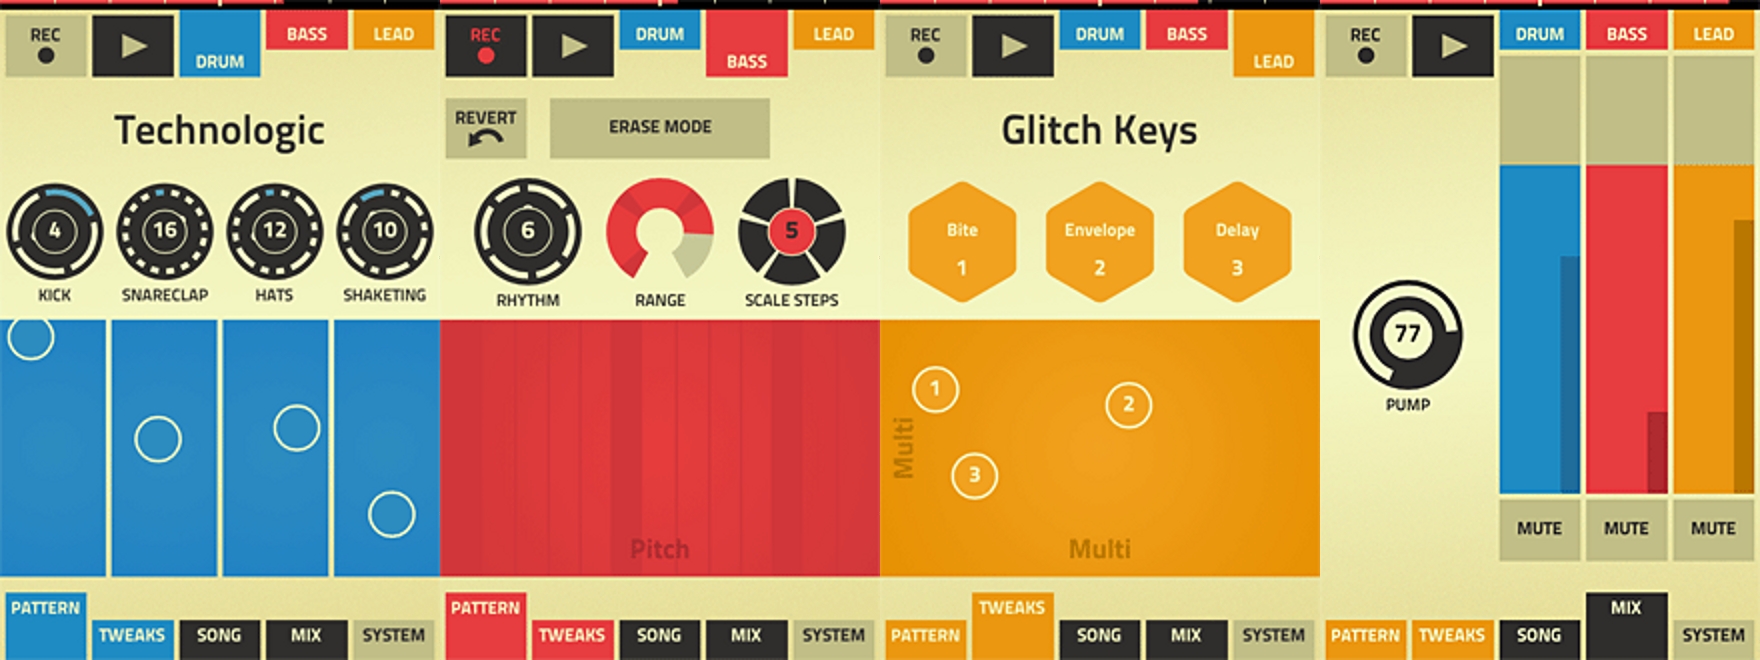 REC
DRUM
BASS
LEAD
Technologic
4
16
12
10
KICK
SNARECLAP
HATS
SHAKETING
PATTERN
TWEAKS
SONG
MIX
SYSTEM
REC
DRUM
BASS
LEAD
REVERT
ERASE MODE
6
5
RHYTHM
RANGE
SCALE STEPS
Pitch
PATTERN
TWEAKS
SONG
MIX
SYSTEM
REC
DRUM
BASS
LEAD
Glitch Keys
Bite
1
Envelope
2
Delay
3
1
2
3
Multi
Multi
PATTERN
TWEAKS
SONG
MIX
SYSTEM
REC
DRUM
BASS
LEAD
77
PUMP
MUTE
MUTE
MUTE
PATTERN
TWEAKS
SONG
MIX
SYSTEM